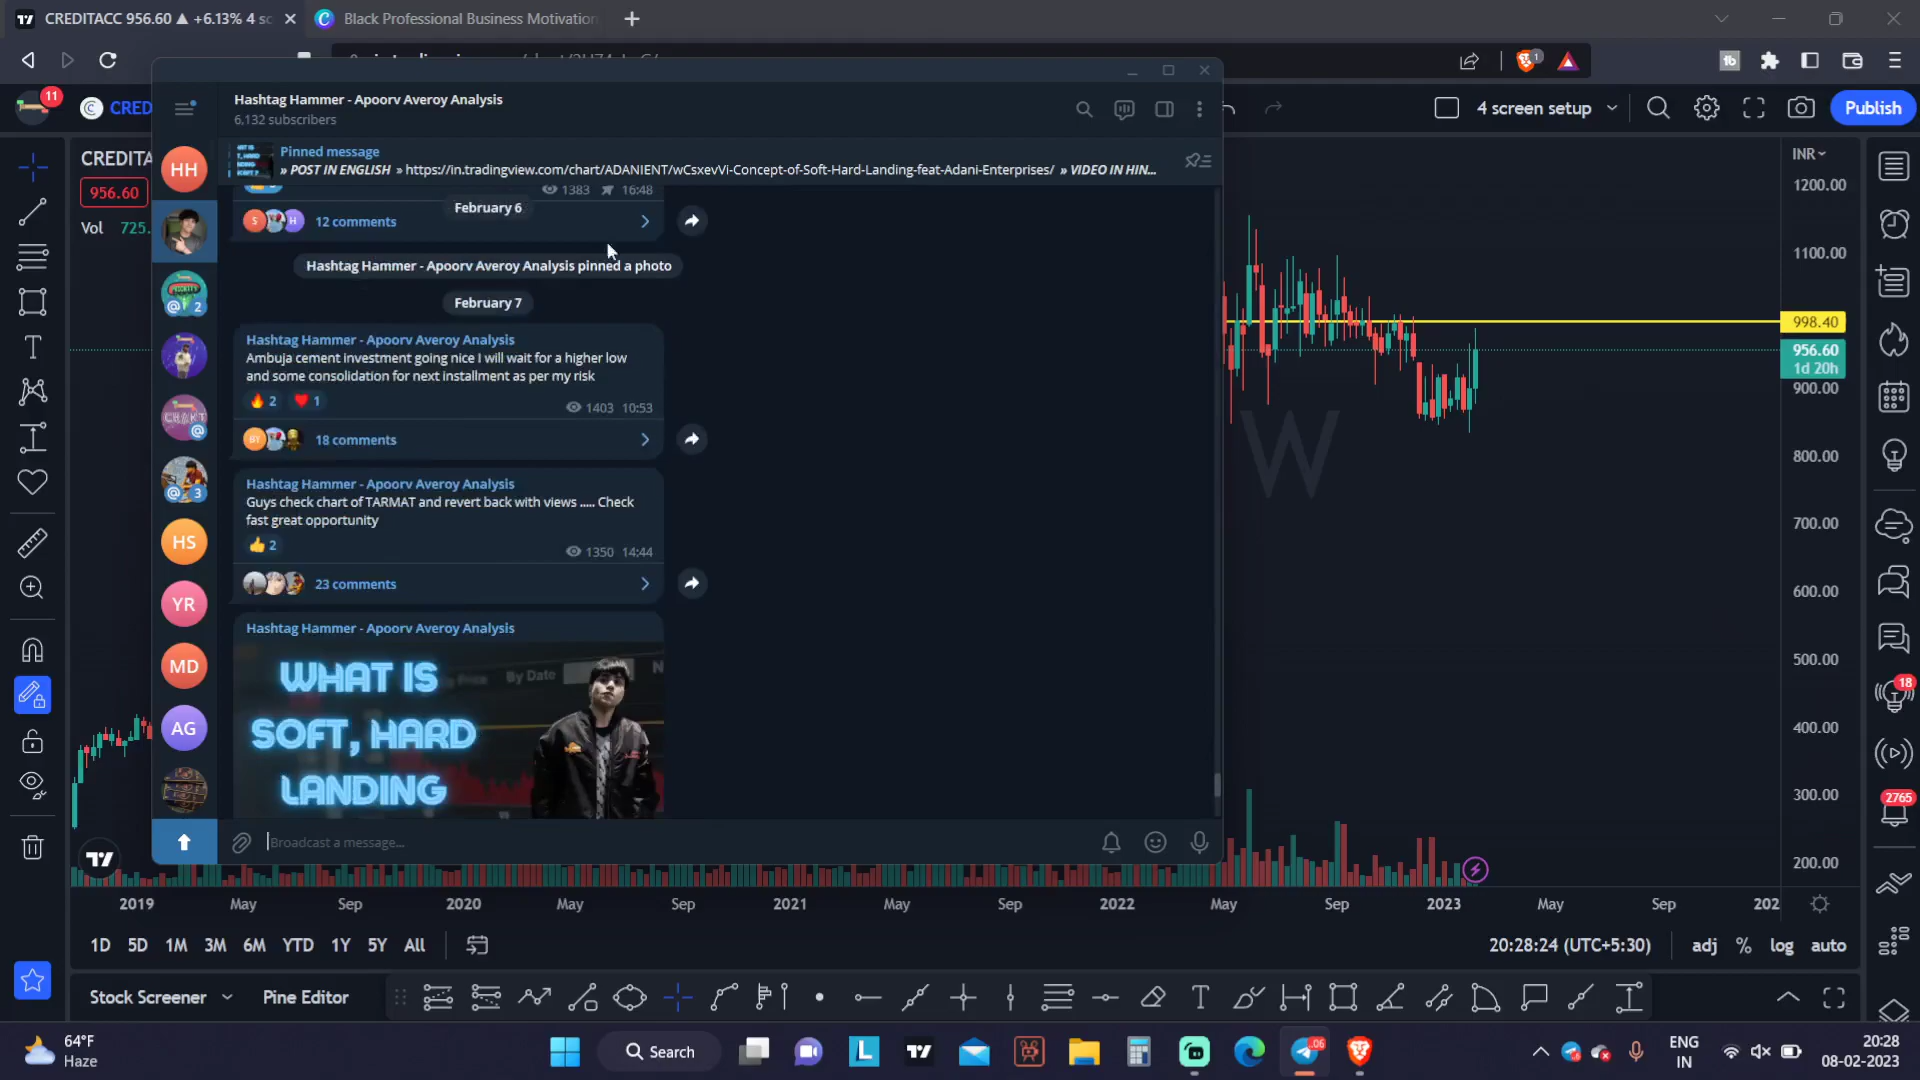 CREDITACC 956.60 ▲ +6.13% 4 sc
Black Professional Business Motivation
11
CRED
4 screen setup
Publish
Hashtag Hammer - Apoorv Averoy Analysis
6,132 subscribers
Pinned message
» POST IN ENGLISH » https://in.tradingview.com/chart/ADANIENT/wCsxevVi-Concept-of-Soft-Hard-Landing-feat-Adani-Enterprises/ » VIDEO IN HIN...
CREDITA
956.60
Vol 725.
INR
1200.00
1100.00
998.40
956.60
1d 20h
900.00
800.00
700.00
600.00
500.00
400.00
300.00
200.00
HH
2
CHART
3
HS
YR
MD
AG
1383 16:48
S H 12 comments
February 6
Hashtag Hammer - Apoorv Averoy Analysis pinned a photo
February 7
Hashtag Hammer - Apoorv Averoy Analysis
Ambuja cement investment going nice I will wait for a higher low
and some consolidation for next installment as per my risk
2 1
1403 10:53
BY 18 comments
Hashtag Hammer - Apoorv Averoy Analysis
Guys check chart of TARMAT and revert back with views ..... Check
fast great opportunity
2
1350 14:44
23 comments
Hashtag Hammer - Apoorv Averoy Analysis
WHAT IS
SOFT, HARD
LANDING
By Date
Broadcast a message...
W
18
2765
2019 May Sep 2020 May Sep 2021 May Sep 2022 May Sep 2023 May Sep 202
1D 5D 1M 3M 6M YTD 1Y 5Y All
20:28:24 (UTC+5:30) adj % log auto
Stock Screener Pine Editor
64°F
Haze
Search
ENG
IN
20:28
08-02-2023